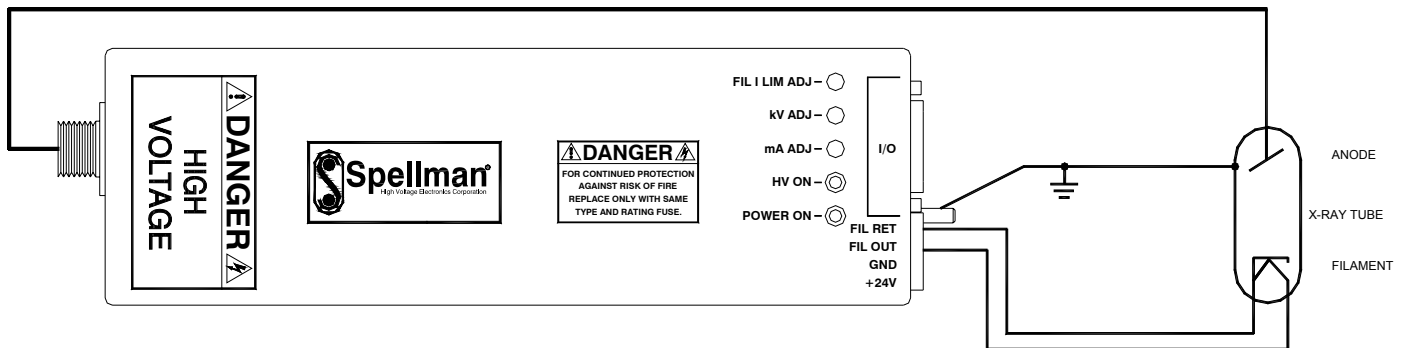 DANGER
HIGH
VOLTAGE
Spellman
High Voltage Electronics Corporation
DANGER
FOR CONTINUED PROTECTION
AGAINST RISK OF FIRE
REPLACE ONLY WITH SAME
TYPE AND RATING FUSE.
FIL I LIM ADJ
kV ADJ
mA ADJ
HV ON
POWER ON
I/O
FIL RET
FIL OUT
GND
+24V
ANODE
X-RAY TUBE
FILAMENT